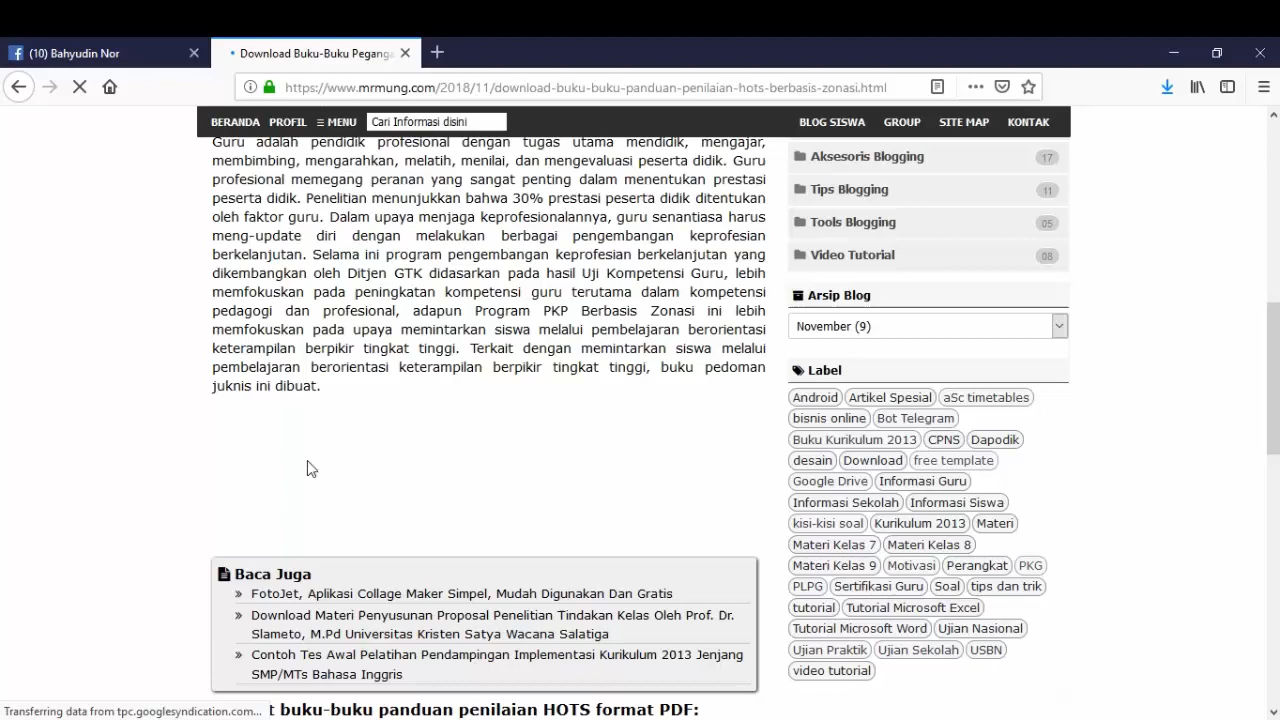 (10) Bahyudin Nor
Download Buku-Buku Pegang
https://www.mrmung.com/2018/11/download-buku-buku-panduan-penilaian-hots-berbasis-zonasi.html
BERANDA PROFIL ≡ MENU Cari Informasi disini BLOG SISWA GROUP SITE MAP KONTAK
Guru adalah pendidik profesional dengan tugas utama mendidik, mengajar,
membimbing, mengarahkan, melatih, menilai, dan mengevaluasi peserta didik. Guru
profesional memegang peranan yang sangat penting dalam menentukan prestasi
peserta didik. Penelitian menunjukkan bahwa 30% prestasi peserta didik ditentukan
oleh faktor guru. Dalam upaya menjaga keprofesionalannya, guru senantiasa harus
meng-update diri dengan melakukan berbagai pengembangan keprofesian
berkelanjutan. Selama ini program pengembangan keprofesian berkelanjutan yang
dikembangkan oleh Ditjen GTK didasarkan pada hasil Uji Kompetensi Guru, lebih
memfokuskan pada peningkatan kompetensi guru terutama dalam kompetensi
pedagogi dan profesional, adapun Program PKP Berbasis Zonasi ini lebih
memfokuskan pada upaya memintarkan siswa melalui pembelajaran berorientasi
keterampilan berpikir tingkat tinggi. Terkait dengan memintarkan siswa melalui
pembelajaran berorientasi keterampilan berpikir tingkat tinggi, buku pedoman
juknis ini dibuat.
Baca Juga
» FotoJet, Aplikasi Collage Maker Simpel, Mudah Digunakan Dan Gratis
» Download Materi Penyusunan Proposal Penelitian Tindakan Kelas Oleh Prof. Dr.
Slameto, M.Pd Universitas Kristen Satya Wacana Salatiga
» Contoh Tes Awal Pelatihan Pendampingan Implementasi Kurikulum 2013 Jenjang
SMP/MTs Bahasa Inggris
t buku-buku panduan penilaian HOTS format PDF:
Transferring data from tpc.googlesyndication.com...
Aksesoris Blogging 17
Tips Blogging 11
Tools Blogging 05
Video Tutorial 08
Arsip Blog
November (9)
Label
Android Artikel Spesial aSc timetables
bisnis online Bot Telegram
Buku Kurikulum 2013 CPNS Dapodik
desain Download free template
Google Drive Informasi Guru
Informasi Sekolah Informasi Siswa
kisi-kisi soal Kurikulum 2013 Materi
Materi Kelas 7 Materi Kelas 8
Materi Kelas 9 Motivasi Perangkat PKG
PLPG Sertifikasi Guru Soal tips dan trik
tutorial Tutorial Microsoft Excel
Tutorial Microsoft Word Ujian Nasional
Ujian Praktik Ujian Sekolah USBN
video tutorial